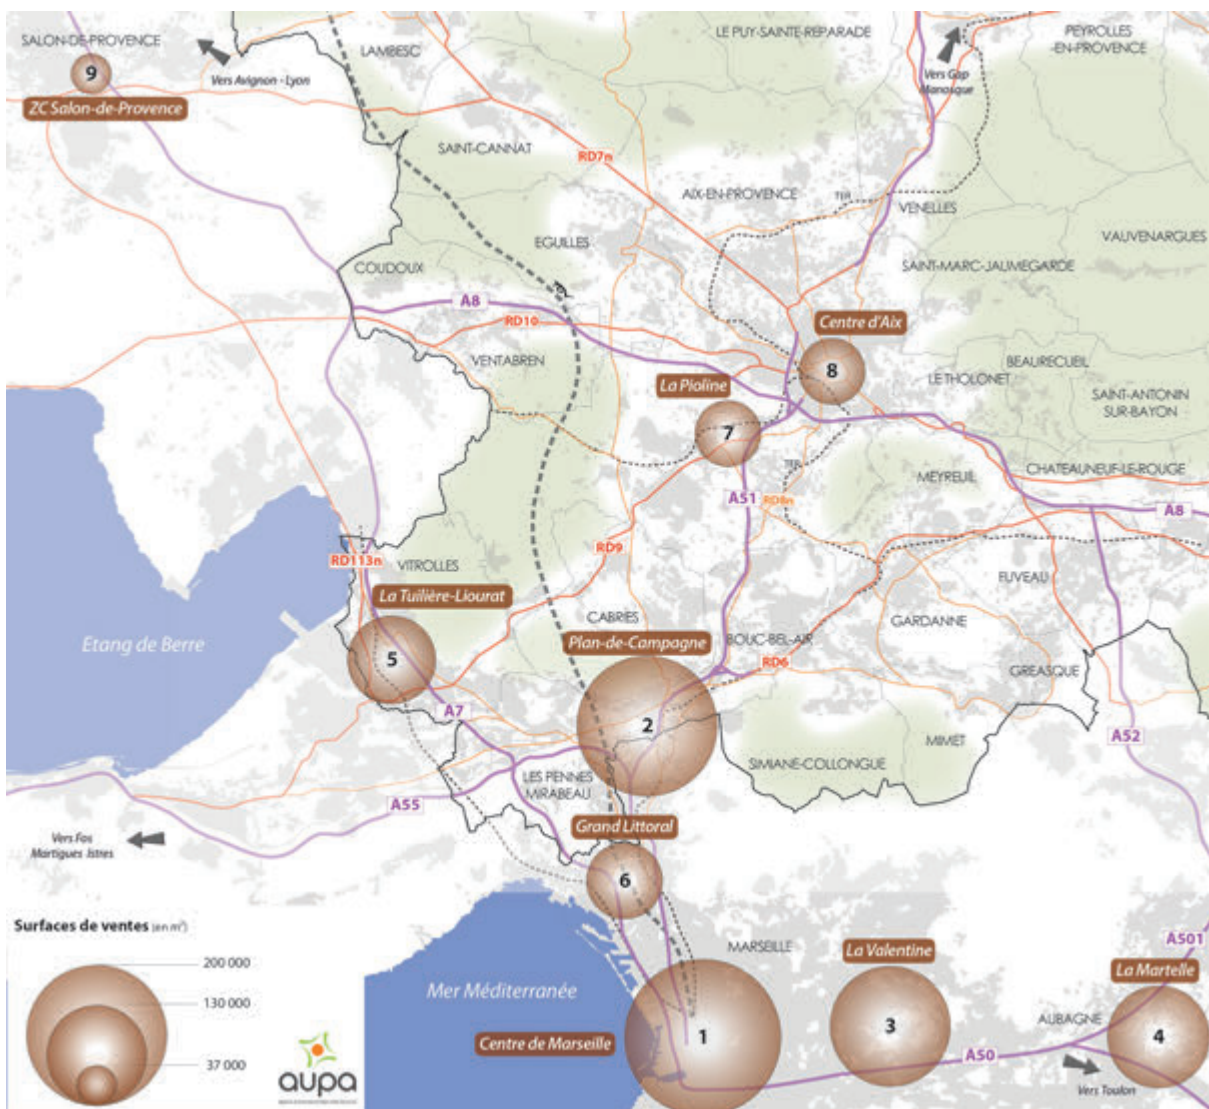 SALON-DE-PROVENCE
9
ZC Salon-de-Provence
Vers Avignon - Lyon
LAMBESC
LE PUY-SAINTE-REPARADE
Vers Gap
Manosque
PEYROLLES
-EN-PROVENCE
SAINT-CANNAT
RD7n
AIX-EN-PROVENCE
TER
VENELLES
EGUILLES
VAUVENARGUES
COUDOUX
SAINT-MARC-JAUMEGARDE
A8
RD10
Centre d'Aix
VENTABREN
La Pioline
8
LE THOLONET
BEAURECUEIL
SAINT-ANTONIN
SUR-BAYON
7
TER
MEYREUIL
CHATEAUNEUF-LE-ROUGE
A51
RD8n
A8
RD113n
VITROLLES
RD9
FUVEAU
La Tuilière-Liourat
CABRIES
GARDANNE
Etang de Berre
Plan-de-Campagne
BOUC-BEL-AIR
5
RD6
GREASQUE
A7
2
MIMET
A52
SIMIANE-COLLONGUE
LES PENNES
MIRABEAU
A55
Vers Fos
Martigues Istres
Grand Littoral
6
Surfaces de ventes (en m²)
200 000
130 000
37 000
aupa
Mer Méditerranée
MARSEILLE
La Valentine
A501
La Martelle
Centre de Marseille
1
3
AUBAGNE
4
A50
Vers Toulon